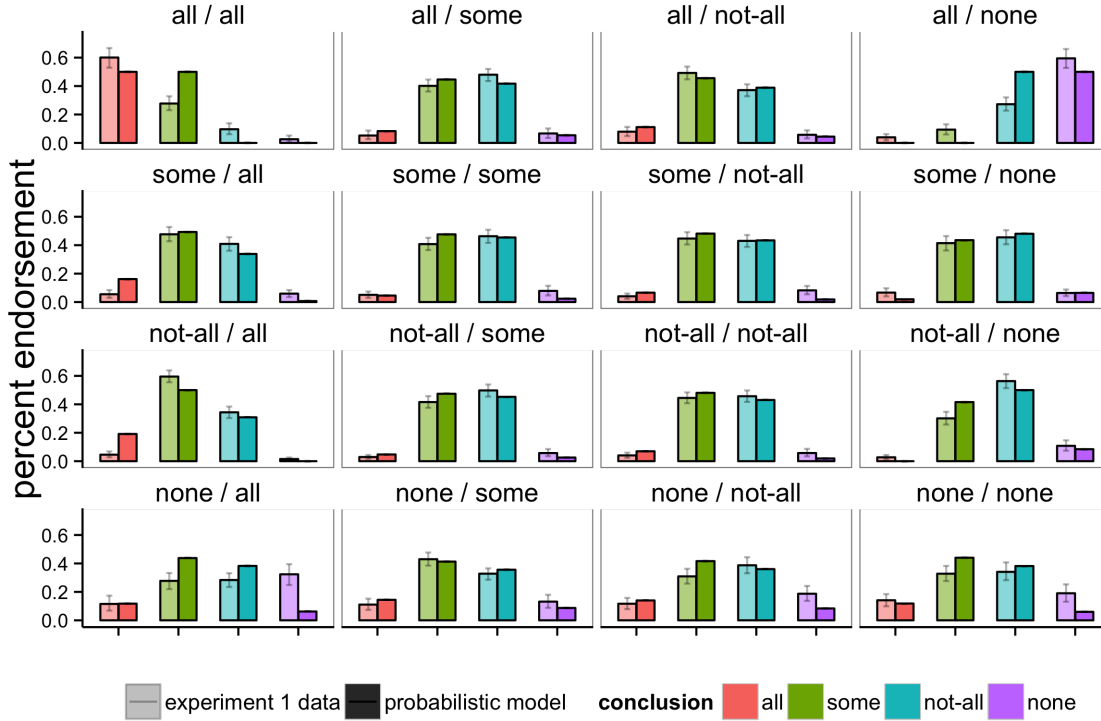 all / all all / some all / not-all all / none
0.6
0.4
0.2
0.0
some / all some / some some / not-all some / none
0.6
0.4
0.2
0.0
not-all / all not-all / some not-all / not-all not-all / none
0.6
0.4
0.2
0.0
none / all none / some none / not-all none / none
0.6
0.4
0.2
0.0
percent endorsement
experiment 1 data probabilistic model conclusion all some not-all none